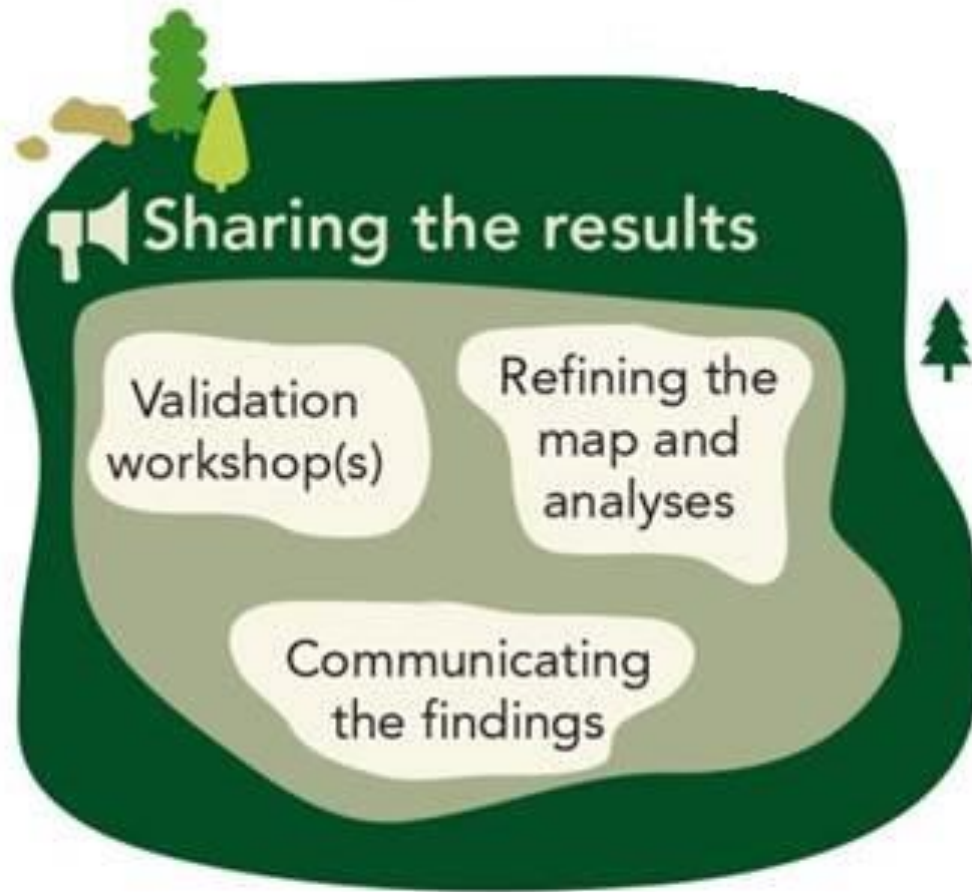 Sharing the results
Validation
workshop(s)
Refining the
map and
analyses
Communicating
the findings